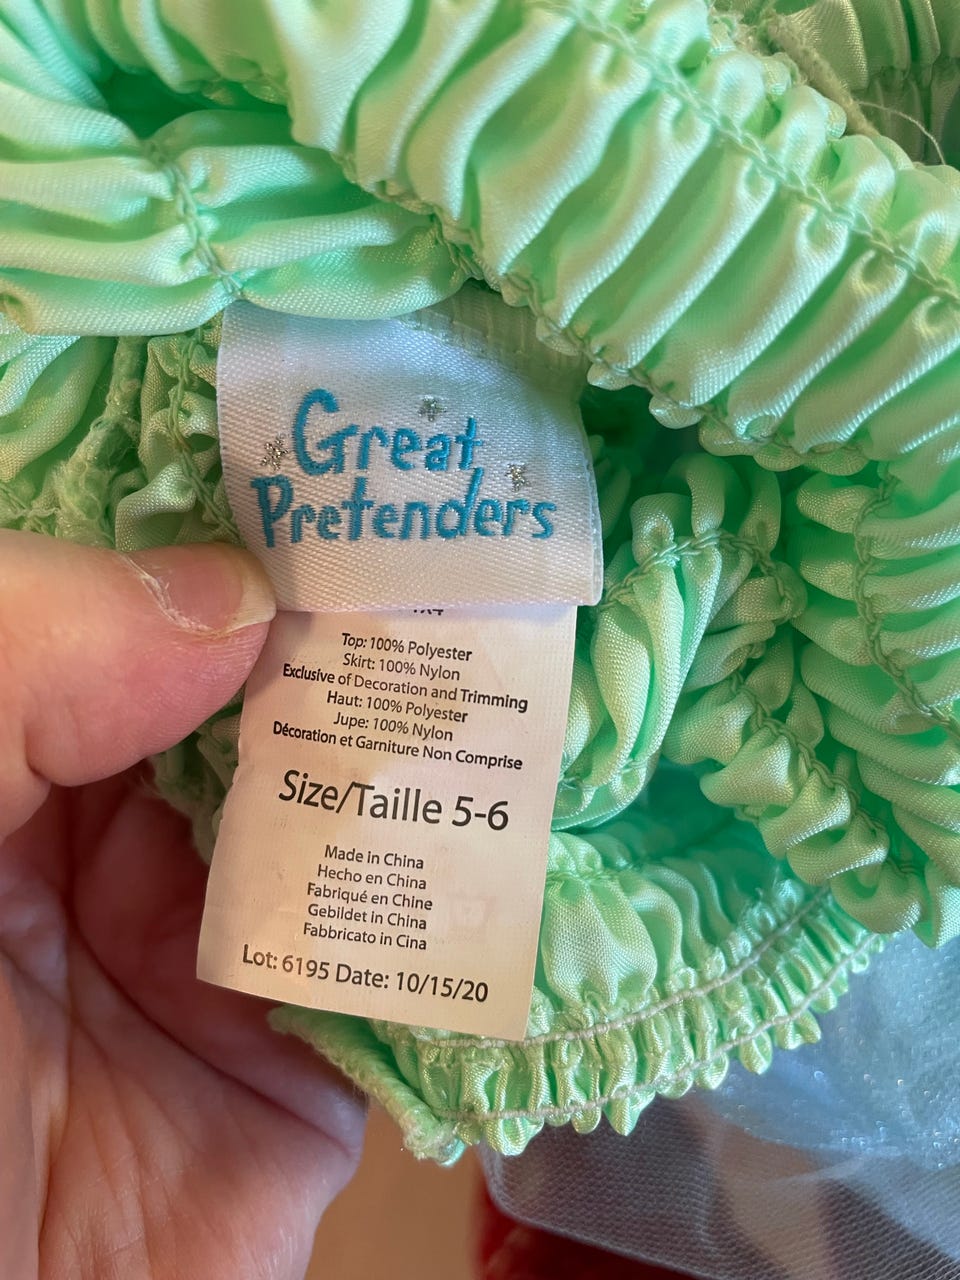 Great
Pretenders
Top: 100% Polyester
Skirt: 100% Nylon
Exclusive of Decoration and Trimming
Haut: 100% Polyester
Jupe: 100% Nylon
Décoration et Garniture Non Comprise
Size/Taille 5-6
Made in China
Hecho en China
Fabriqué en Chine
Gebildet in China
Fabbricato in Cina
Lot: 6195 Date: 10/15/20